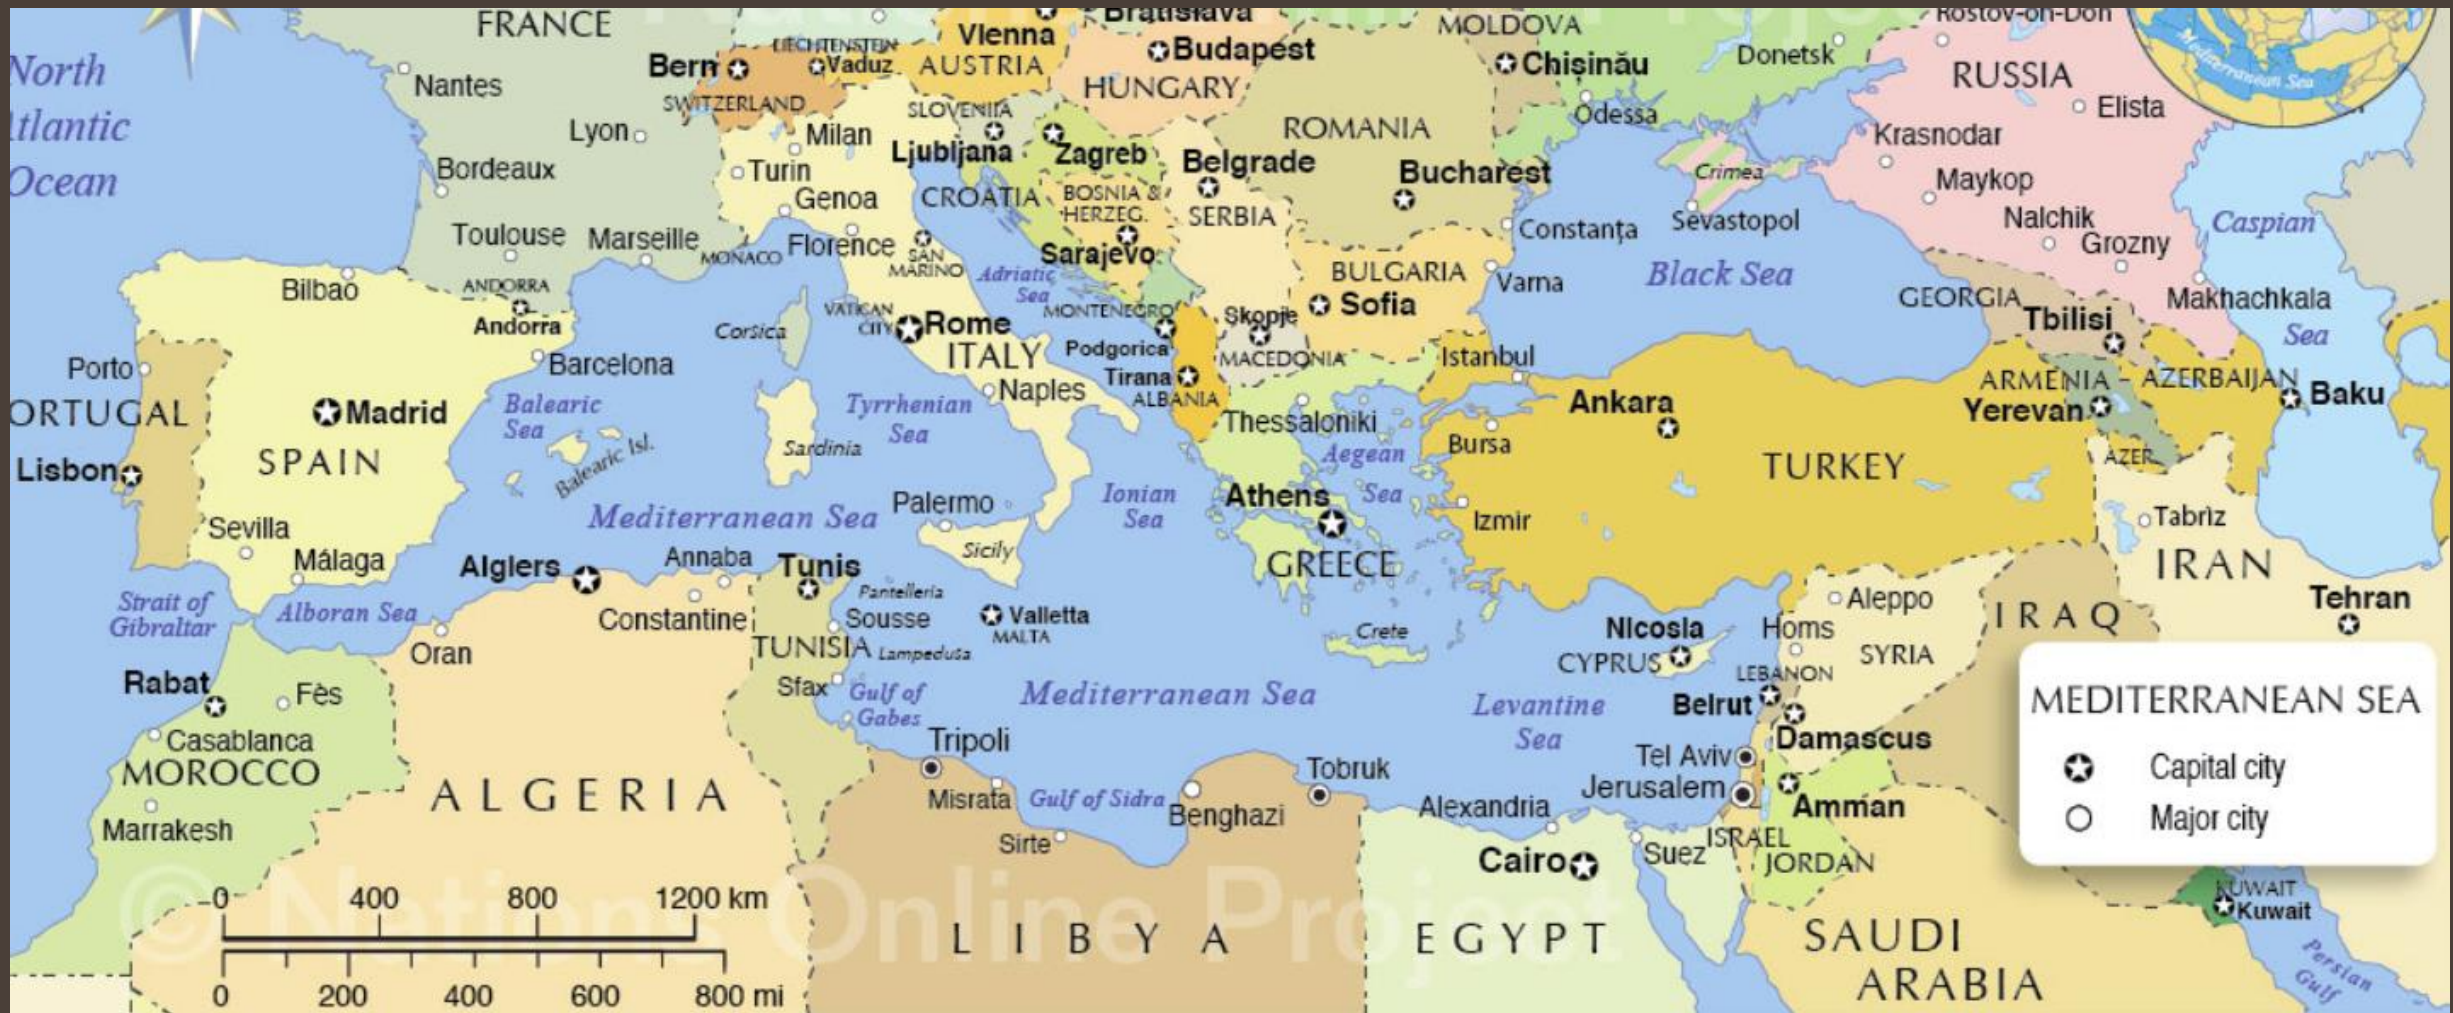 FRANCE
Nantes
Lyon
Bordeaux
Toulouse
Marseille
MONACO
ANDORRA
Andorra
North
Atlantic
Ocean
Bern
SWITZERLAND
LIECHTENSTEIN
Vaduz
Vienna
AUSTRIA
Bratislava
Budapest
HUNGARY
SLOVENIJA
Ljubljana
Zagreb
CROATIA
BOSNIA &
HERZEG.
Sarajevo
Belgrade
SERBIA
ROMANIA
Bucharest
Constanța
MOLDOVA
Chisinău
Odessa
Donetsk
Rostov-on-Don
RUSSIA
Elista
Krasnodar
Maykop
Nalchik
Grozny
Makhachkala
Crimea
Sevastopol
Black Sea
Caspian
Sea
Mediterranean Sea
Milan
Turin
Genoa
Florence
SAN
MARINO
VATICAN
CITY
Rome
ITALY
Naples
Corsica
Sardinia
Palermo
Sicily
Adriatic
Sea
Tyrrhenian
Sea
Ionian
Sea
MONTENEGRO
Podgorica
Tirana
ALBANIA
Skopje
MACEDONIA
BULGARIA
Sofia
Varna
Thessaloniki
Aegean
Sea
Athens
GREECE
Crete
Istanbul
Bursa
Izmir
Ankara
TURKEY
GEORGIA
Tbilisi
ARMENIA
Yerevan
AZERBAIJAN
Baku
AZER.
Tabriz
IRAN
Tehran
Bilbao
Barcelona
Madrid
SPAIN
Sevilla
Málaga
Porto
ORTUGAL
Lisbon
Balearic
Sea
Balearic Isl.
Mediterranean Sea
Strait of
Gibraltar
Alboran Sea
Rabat
Fès
Casablanca
MOROCCO
Marrakesh
Oran
Algiers
Annaba
Constantine
ALGERIA
Tunis
Pantelleria
Sousse
TUNISIA
Lampedusa
Sfax
Gulf of
Gabes
Valletta
MALTA
Mediterranean Sea
Tripoli
Misrata
Gulf of Sidra
Sirte
Benghazi
Tobruk
LIBYA
Levantine
Sea
Nicosia
CYPRUS
Aleppo
Homs
SYRIA
LEBANON
Beirut
Damascus
Tel Aviv
Jerusalem
ISRAEL
Amman
JORDAN
Alexandria
Cairo
Suez
EGYPT
IRAQ
SAUDI
ARABIA
KUWAIT
Kuwait
Persian
Gulf
MEDITERRANEAN SEA
Capital city
Major city
0 400 800 1200 km
0 200 400 600 800 mi
© Nations Online Project